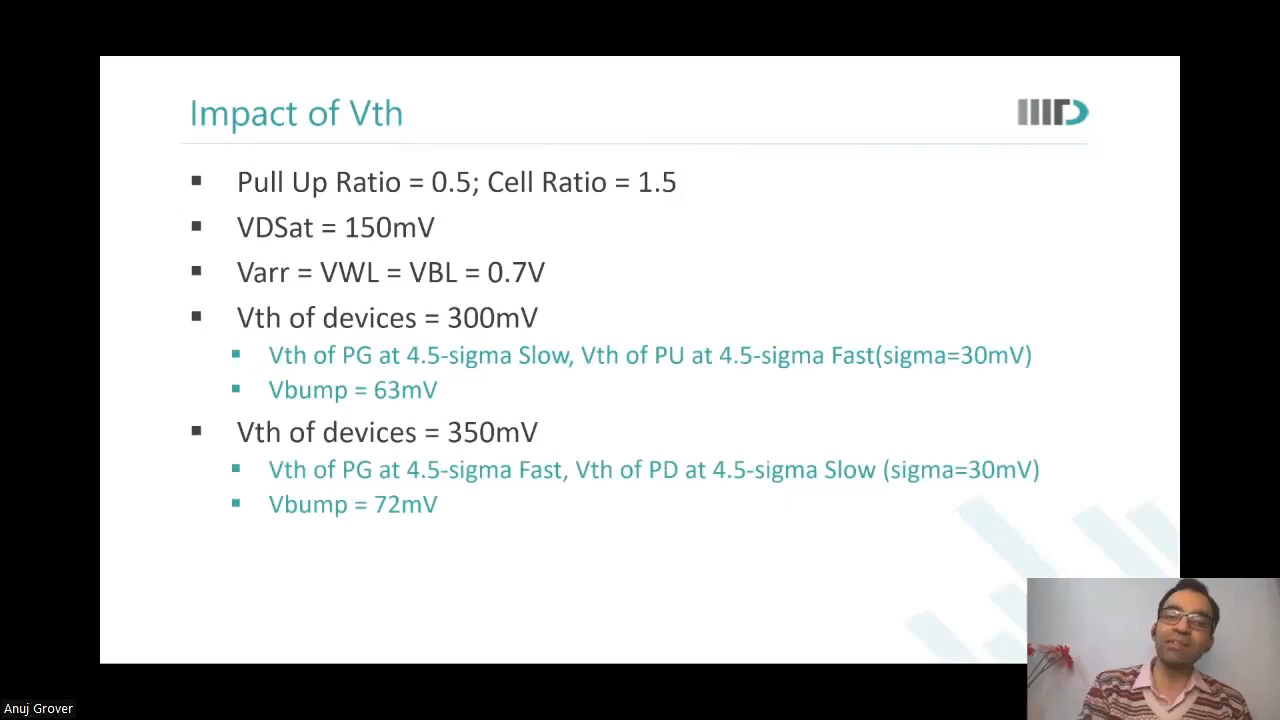 Impact of Vth
IIITD
▪ Pull Up Ratio = 0.5; Cell Ratio = 1.5
▪ VDSat = 150mV
▪ Varr = VWL = VBL = 0.7V
▪ Vth of devices = 300mV
▪ Vth of PG at 4.5-sigma Slow, Vth of PU at 4.5-sigma Fast(sigma=30mV)
▪ Vbump = 63mV
▪ Vth of devices = 350mV
▪ Vth of PG at 4.5-sigma Fast, Vth of PD at 4.5-sigma Slow (sigma=30mV)
▪ Vbump = 72mV
Anuj Grover